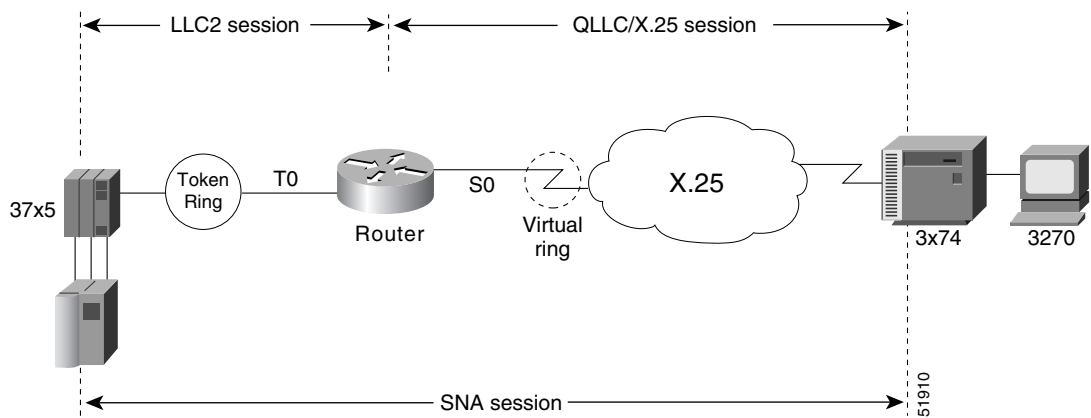 LLC2 session
QLLC/X.25 session
Token
Ring
T0
S0
X.25
37x5
Router
Virtual
ring
3x74
3270
51910
SNA session